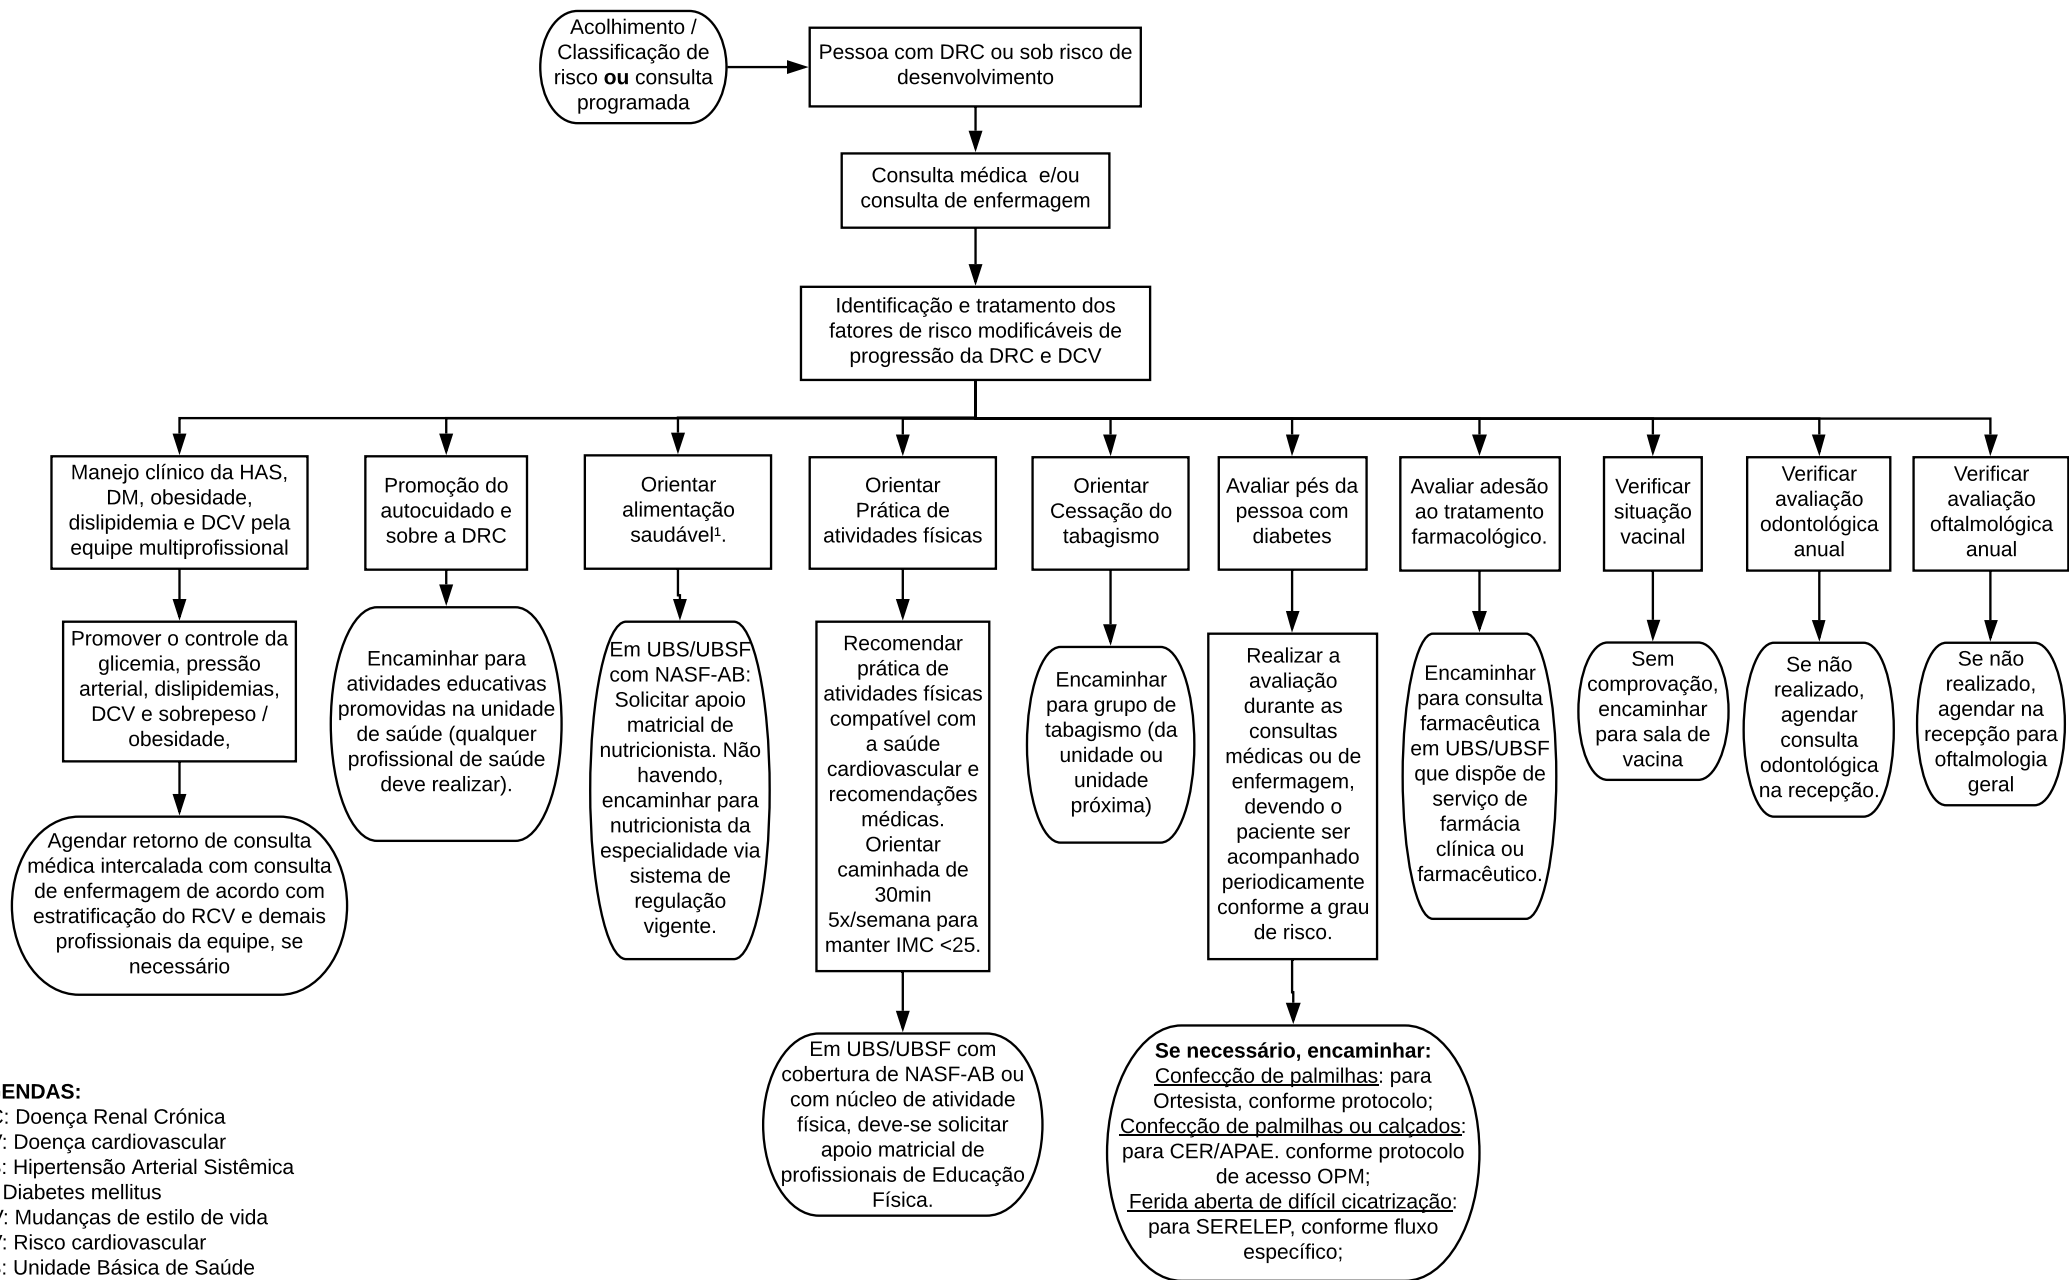 Acolhimento /
Classificação de
risco ou consulta
programada
Pessoa com DRC ou sob risco de
desenvolvimento
Consulta médica e/ou
consulta de enfermagem
Identificação e tratamento dos
fatores de risco modificáveis de
progressão da DRC e DCV
Manejo clínico da HAS,
DM, obesidade,
dislipidemia e DCV pela
equipe multiprofissional
Promoção do
autocuidado e
sobre a DRC
Orientar
alimentação
saudável¹.
Orientar
Prática de
atividades físicas
Orientar
Cessação do
tabagismo
Avaliar pés da
pessoa com
diabetes
Avaliar adesão
ao tratamento
farmacológico.
Verificar
situação
vacinal
Verificar
avaliação
odontológica
anual
Verificar
avaliação
oftalmológica
anual
Promover o controle da
glicemia, pressão
arterial, dislipidemias,
DCV e sobrepeso /
obesidade,
Encaminhar para
atividades educativas
promovidas na unidade
de saúde (qualquer
profissional de saúde
deve realizar).
Em UBS/UBSF
com NASF-AB:
Solicitar apoio
matricial de
nutricionista. Não
havendo,
encaminhar para
nutricionista da
especialidade via
sistema de
regulação
vigente.
Recomendar
prática de
atividades físicas
compatível com
a saúde
cardiovascular e
recomendações
médicas.
Orientar
caminhada de
30min
5x/semana para
manter IMC <25.
Encaminhar
para grupo de
tabagismo (da
unidade ou
unidade
próxima)
Realizar a
avaliação
durante as
consultas
médicas ou de
enfermagem,
devendo o
paciente ser
acompanhado
periodicamente
conforme a grau
de risco.
Encaminhar
para consulta
farmacêutica
em UBS/UBSF
que dispõe de
serviço de
farmácia
clínica ou
farmacêutico.
Sem
comprovação,
encaminhar
para sala de
vacina
Se não
realizado,
agendar
consulta
odontológica
na recepção.
Se não
realizado,
agendar na
recepção para
oftalmologia
geral
Agendar retorno de consulta
médica intercalada com consulta
de enfermagem de acordo com
estratificação do RCV e demais
profissionais da equipe, se
necessário
Em UBS/UBSF com
cobertura de NASF-AB ou
com núcleo de atividade
física, deve-se solicitar
apoio matricial de
profissionais de Educação
Física.
Se necessário, encaminhar:
Confecção de palmilhas: para
Ortesista, conforme protocolo;
Confecção de palmilhas ou calçados:
para CER/APAE. conforme protocolo
de acesso OPM;
Ferida aberta de difícil cicatrização:
para SERELEP, conforme fluxo
específico;
ENDAS:
: Doença Renal Crónica
: Doença cardiovascular
: Hipertensão Arterial Sistêmica
Diabetes mellitus
: Mudanças de estilo de vida
: Risco cardiovascular
: Unidade Básica de Saúde